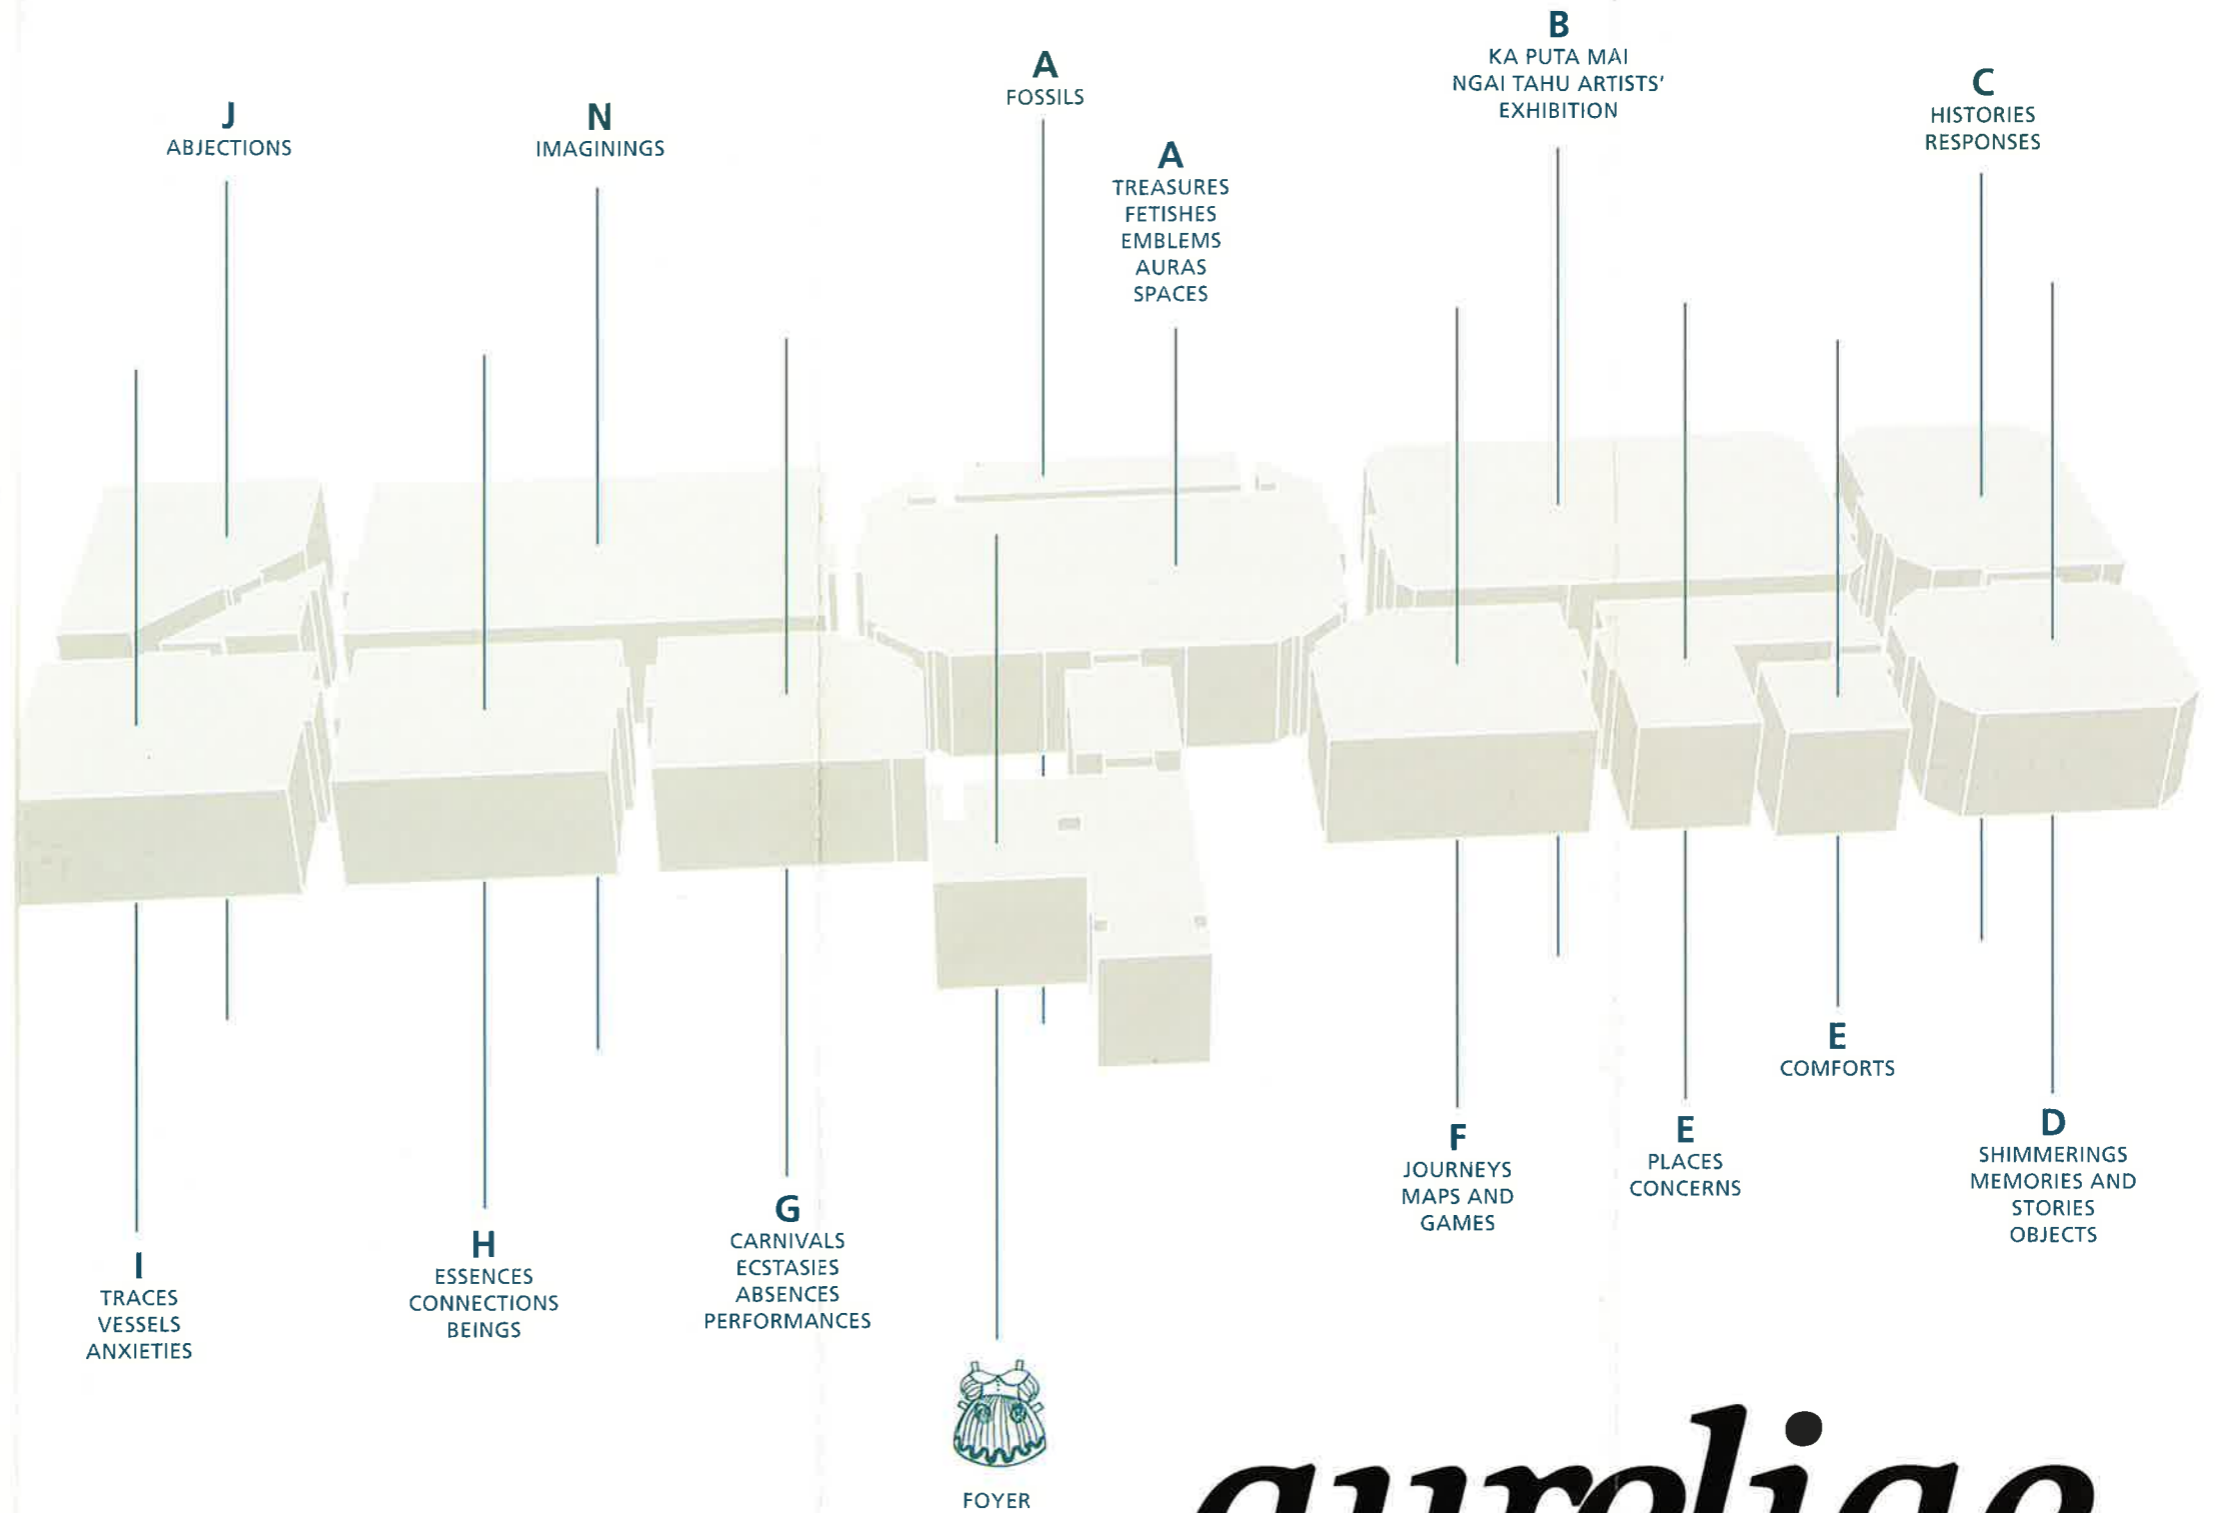 J
ABJECTIONS
N
IMAGININGS
A
FOSSILS
A
TREASURES
FETISHES
EMBLEMS
AURAS
SPACES
B
KA PUTA MAI
NGAI TAHU ARTISTS'
EXHIBITION
C
HISTORIES
RESPONSES
I
TRACES
VESSELS
ANXIETIES
H
ESSENCES
CONNECTIONS
BEINGS
G
CARNIVALS
ECSTASIES
ABSENCES
PERFORMANCES
FOYER
F
JOURNEYS
MAPS AND
GAMES
E
PLACES
CONCERNS
E
COMFORTS
D
SHIMMERINGS
MEMORIES AND
STORIES
OBJECTS